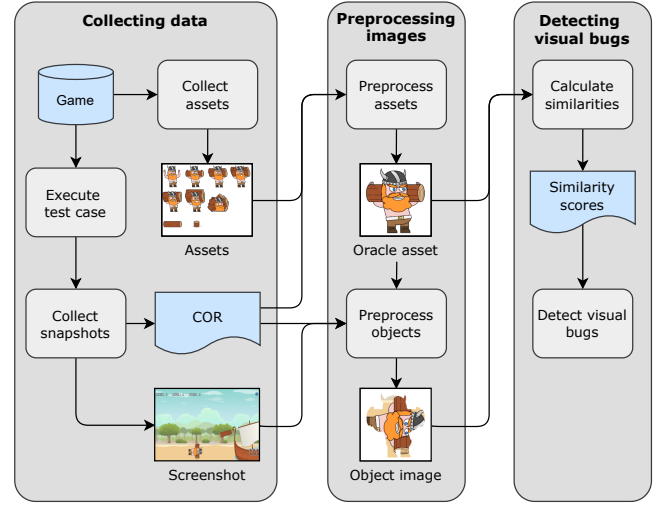 Collecting data
Game
Collect
assets
Execute
test case
Assets
Collect
snapshots
COR
Screenshot
Preprocessing
images
Preprocess
assets
Oracle asset
Preprocess
objects
Object image
Detecting
visual bugs
Calculate
similarities
Similarity
scores
Detect visual
bugs